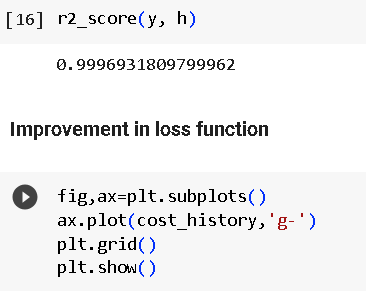 [16] r2_score(y, h)
0.9996931809799962
Improvement in loss function
fig,ax=plt.subplots()
ax.plot(cost_history,'g-')
plt.grid()
plt.show()